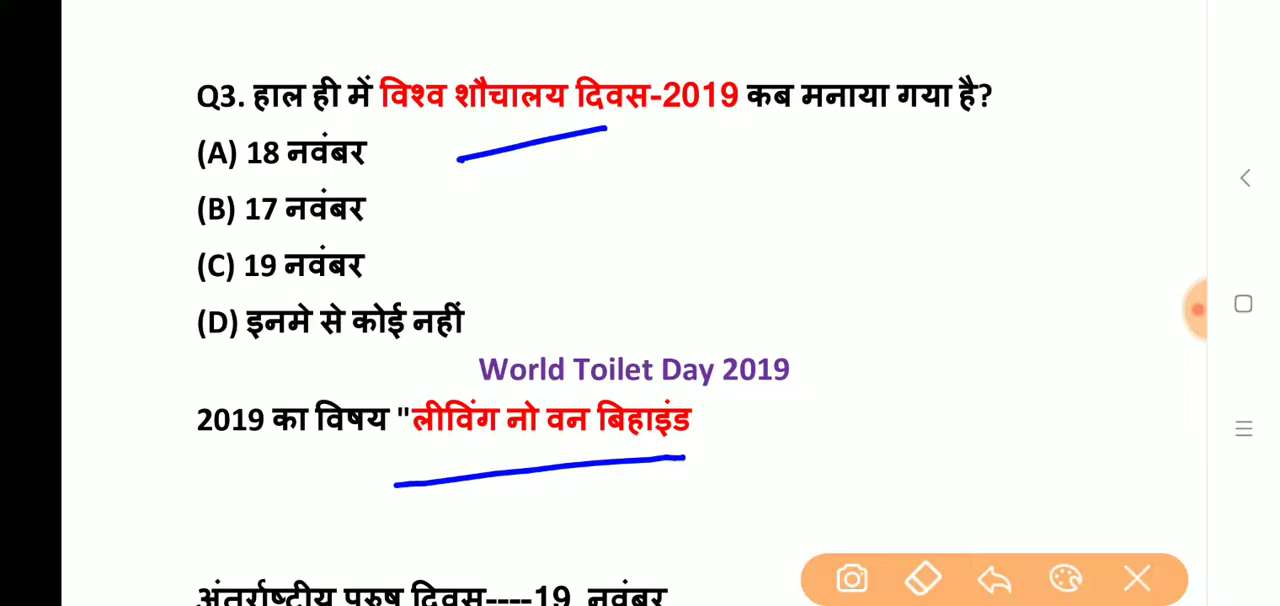 Q3. हाल ही में विश्व शौचालय दिवस-2019 कब मनाया गया है?
(A) 18 नवंबर
(B) 17 नवंबर
(C) 19 नवंबर
(D) इनमे से कोई नहीं
World Toilet Day 2019
2019 का विषय "लीविंग नो वन बिहाइंड
अंतर्राष्ट्रीय पुरुष दिवस----19 नवंबर